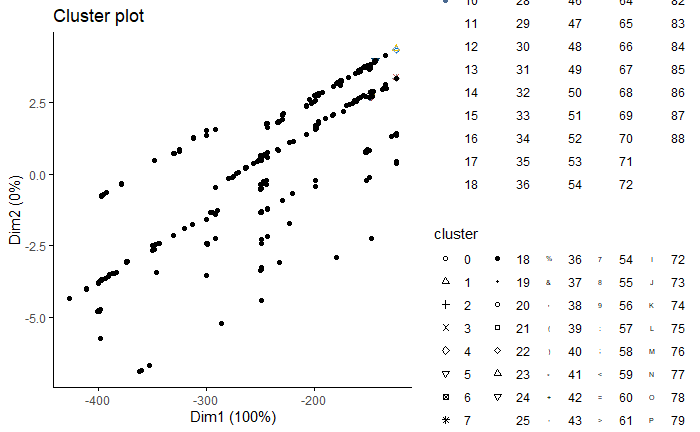 Cluster plot
2.5
0.0
-2.5
-5.0
Dim2 (0%)
-400 -300 -200
Dim1 (100%)
10 28 46 64 82
11 29 47 65 83
12 30 48 66 84
13 31 49 67 85
14 32 50 68 86
15 33 51 69 87
16 34 52 70 88
17 35 53 71
18 36 54 72
cluster
0 18 % 36 7 54 I 72
1 19 & 37 8 55 J 73
2 20 38 9 56 K 74
3 21 ( 39 ; 57 L 75
4 22 ) 40 58 M 76
5 23 41 < 59 N 77
6 24 + 42 = 60 O 78
7 25 43 > 61 P 79